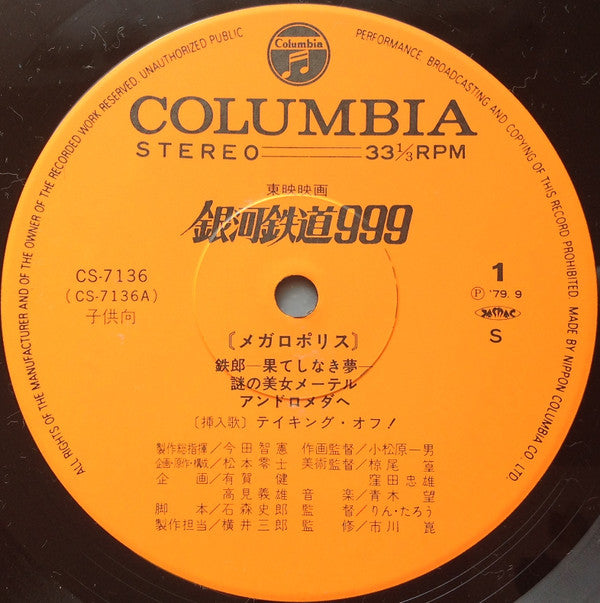 ALL RIGHTS OF THE MANUFACTURER AND OF THE OWNER OF THE RECORDED WORK RESERVED. UNAUTHORIZED PUBLIC
PERFORMANCE, BROADCASTING AND COPYING OF THIS RECORD PROHIBITED. MADE BY NIPPON COLUMBIA CO., LTD.
Columbia
COLUMBIA
STEREO 33 1/3 RPM
東映映画
銀河鉄道999
CS-7136
(CS-7136A)
子供向
1
Ⓟ '79.9
JASRAC
S
〔メガロポリス〕
鉄郎—果てしなき夢—
謎の美女メーテル
アンドロメダへ
〔挿入歌〕テイキング・オフ!
製作総指揮/今田智憲 作画監督/小松原一男
企画・原作・構成/松本零士 美術監督/椋尾 篁
企画/有賀 健 窪田忠雄
高見義雄 音楽/青木 望
脚本/石森史郎 監督/りん・たろう
製作担当/横井三郎 監修/市川 崑